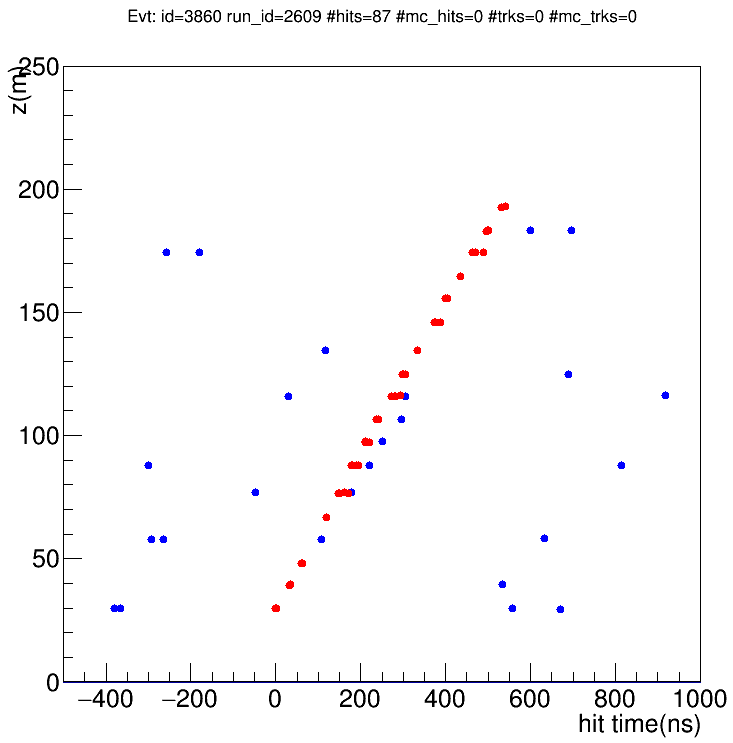 Evt: id=3860 run_id=2609 #hits=87 #mc_hits=0 #trks=0 #mc_trks=0
z(m)
250
200
150
100
50
0
−400 −200 0 200 400 600 800 1000
hit time(ns)